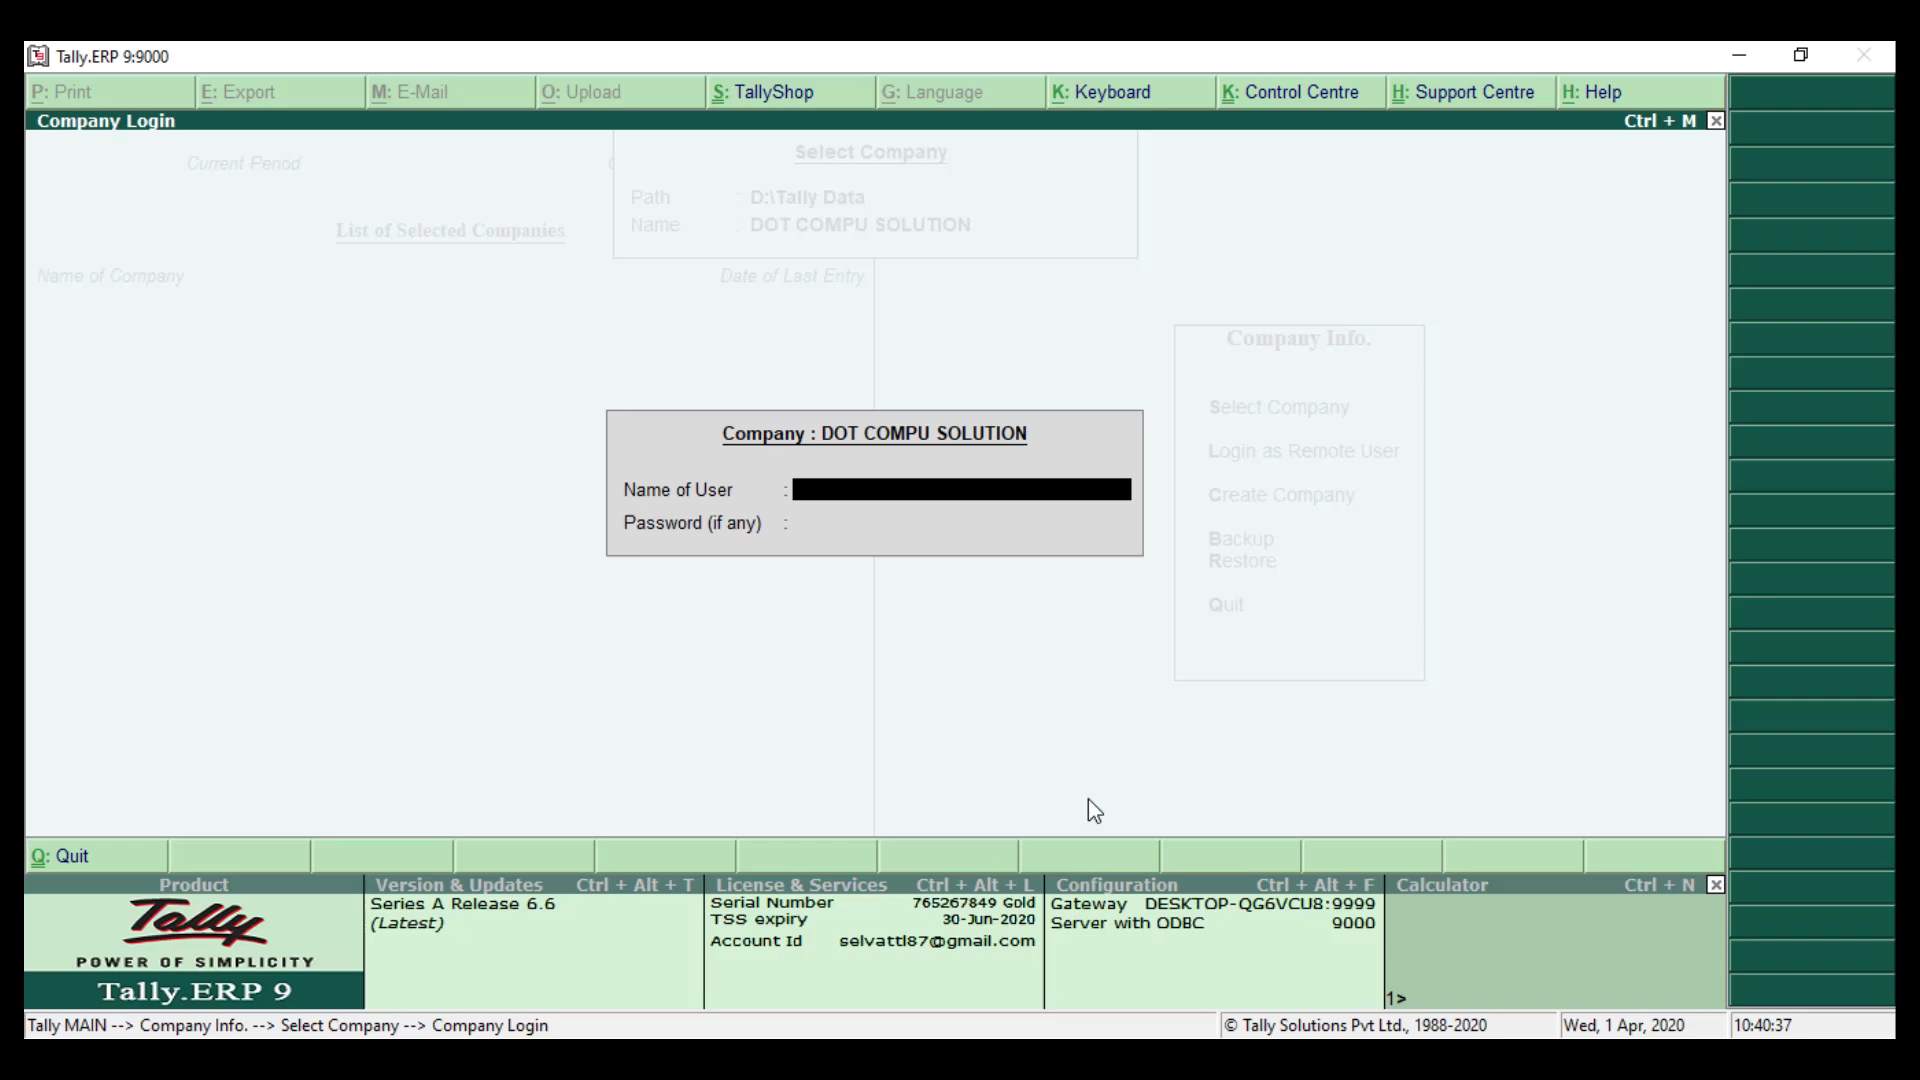 Tally.ERP 9:9000
P: Print E: Export M: E-Mail O: Upload S: TallyShop G: Language K: Keyboard K: Control Centre H: Support Centre H: Help
Company Login Ctrl + M
Current Period
Select Company
Path : D:\Tally Data
Name : DOT COMPU SOLUTION
List of Selected Companies
Name of Company Date of Last Entry
Company Info.
Select Company
Login as Remote User
Create Company
Backup
Restore
Quit
Company : DOT COMPU SOLUTION
Name of User :
Password (if any) :
Q: Quit
Product
Tally
POWER OF SIMPLICITY
Tally.ERP 9
Version & Updates Ctrl + Alt + T
Series A Release 6.6
(Latest)
License & Services Ctrl + Alt + L
Serial Number 765267849 Gold
TSS expiry 30-Jun-2020
Account Id selvattl87@gmail.com
Configuration Ctrl + Alt + F
Gateway DESKTOP-QG6VCU8:9999
Server with ODBC 9000
Calculator Ctrl + N
1>
Tally MAIN --> Company Info. --> Select Company --> Company Login © Tally Solutions Pvt Ltd., 1988-2020 Wed, 1 Apr, 2020 10:40:37